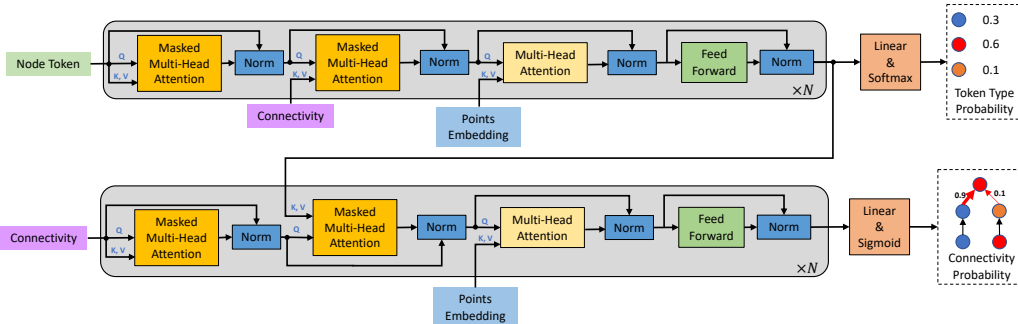 Node Token
Q
K, V
Masked
Multi-Head
Attention
Norm
Q
K, V
Masked
Multi-Head
Attention
Norm
Q
K, V
Multi-Head
Attention
Norm
Feed
Forward
Norm
×N
Linear
&
Softmax
0.3
0.6
0.1
Token Type
Probability
Connectivity
Points
Embedding
Connectivity
Q
K, V
Masked
Multi-Head
Attention
Norm
K, V
Q
Masked
Multi-Head
Attention
Norm
Q
K, V
Multi-Head
Attention
Norm
Feed
Forward
Norm
×N
Linear
&
Sigmoid
0.9
0.1
Connectivity
Probability
Points
Embedding